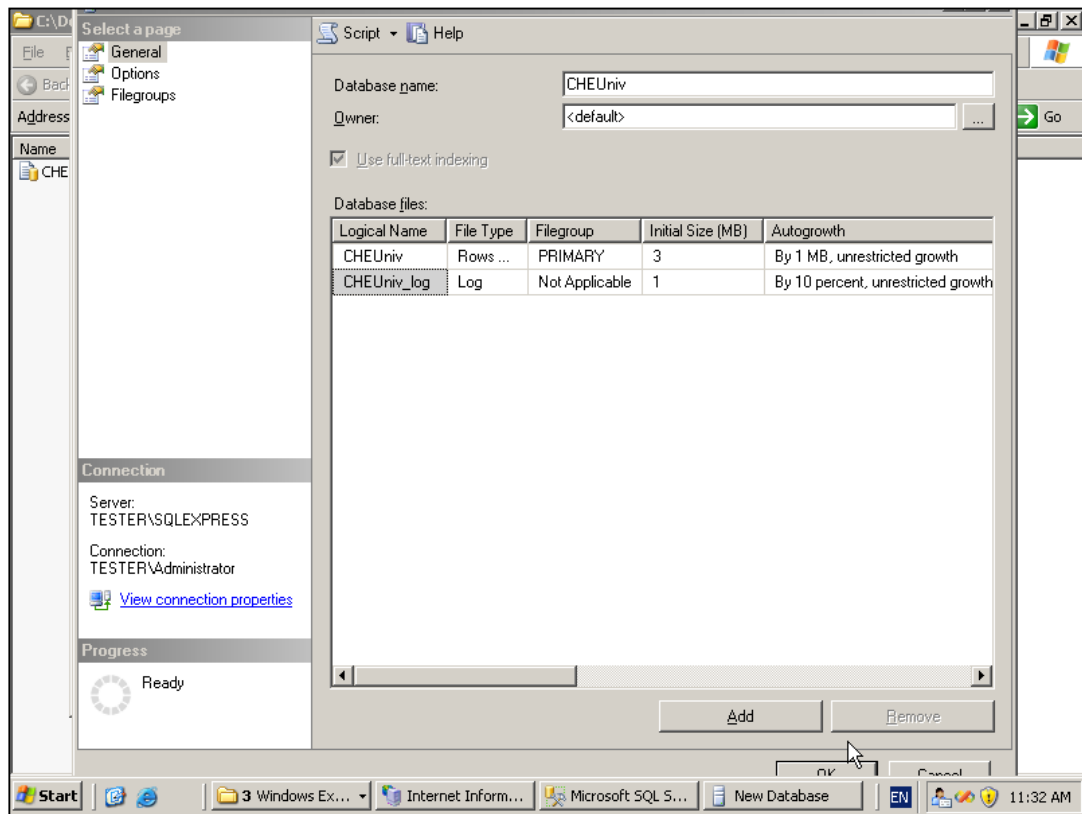 C:\D
Select a page
Script
Help
File
General
Options
Filegroups
Back
Address
Go
Name
CHE
Database name:
CHEUniv
Owner:
<default>
...
Use full-text indexing
Database files:
Logical Name File Type Filegroup Initial Size (MB) Autogrowth
CHEUniv Rows ... PRIMARY 3 By 1 MB, unrestricted growth
CHEUniv_log Log Not Applicable 1 By 10 percent, unrestricted growth
Connection
Server:
TESTER\SQLEXPRESS
Connection:
TESTER\Administrator
View connection properties
Progress
Ready
Add
Remove
OK
Cancel
Start
3 Windows Ex...
Internet Inform...
Microsoft SQL S...
New Database
EN
11:32 AM